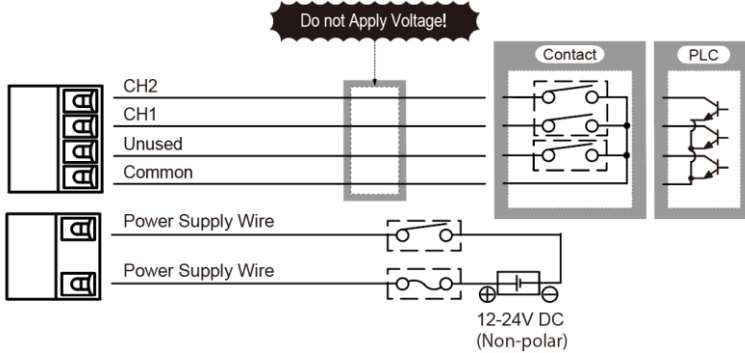 Do not Apply Voltage!
Contact
PLC
CH2
CH1
Unused
Common
Power Supply Wire
Power Supply Wire
12-24V DC
(Non-polar)